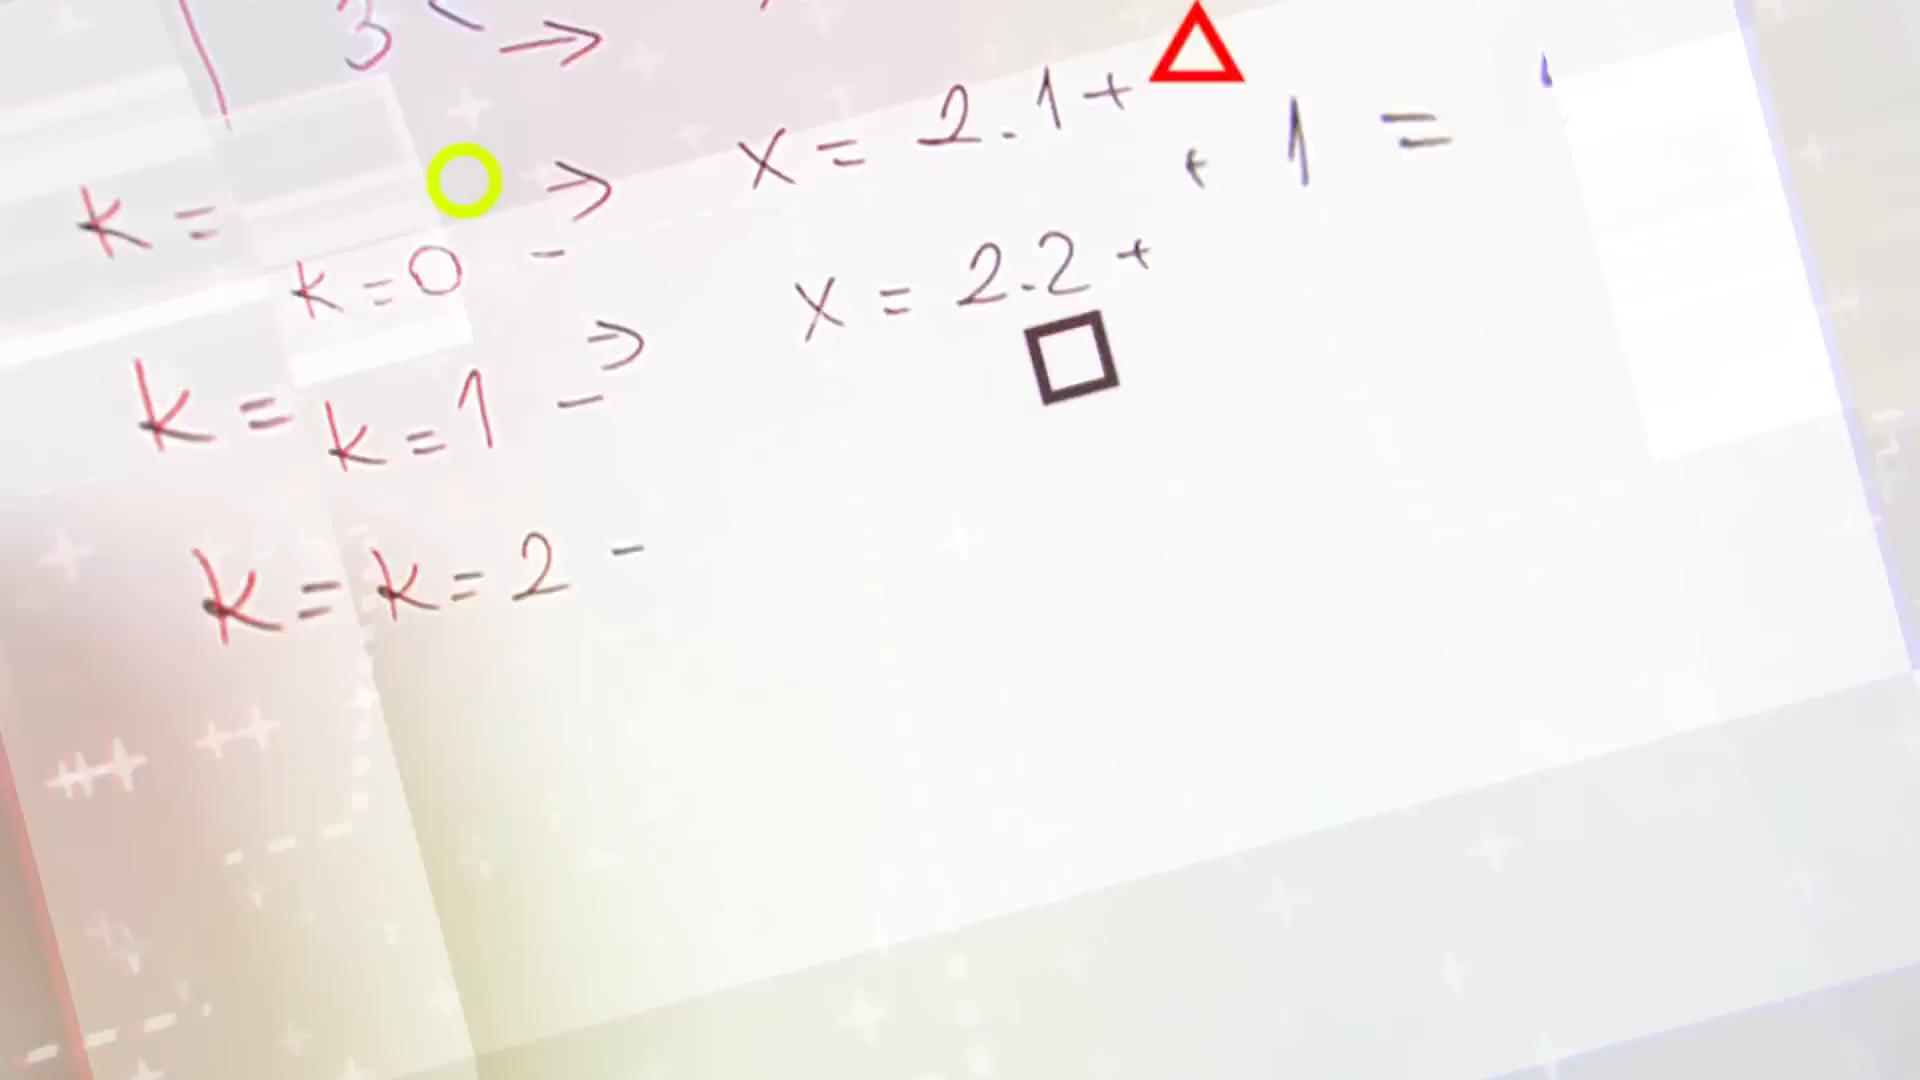 3 →
k = → x = 2.1 + + 1 =
k = 0 - x = 2.2 +
k = →
k = 1 -
k = k = 2 -